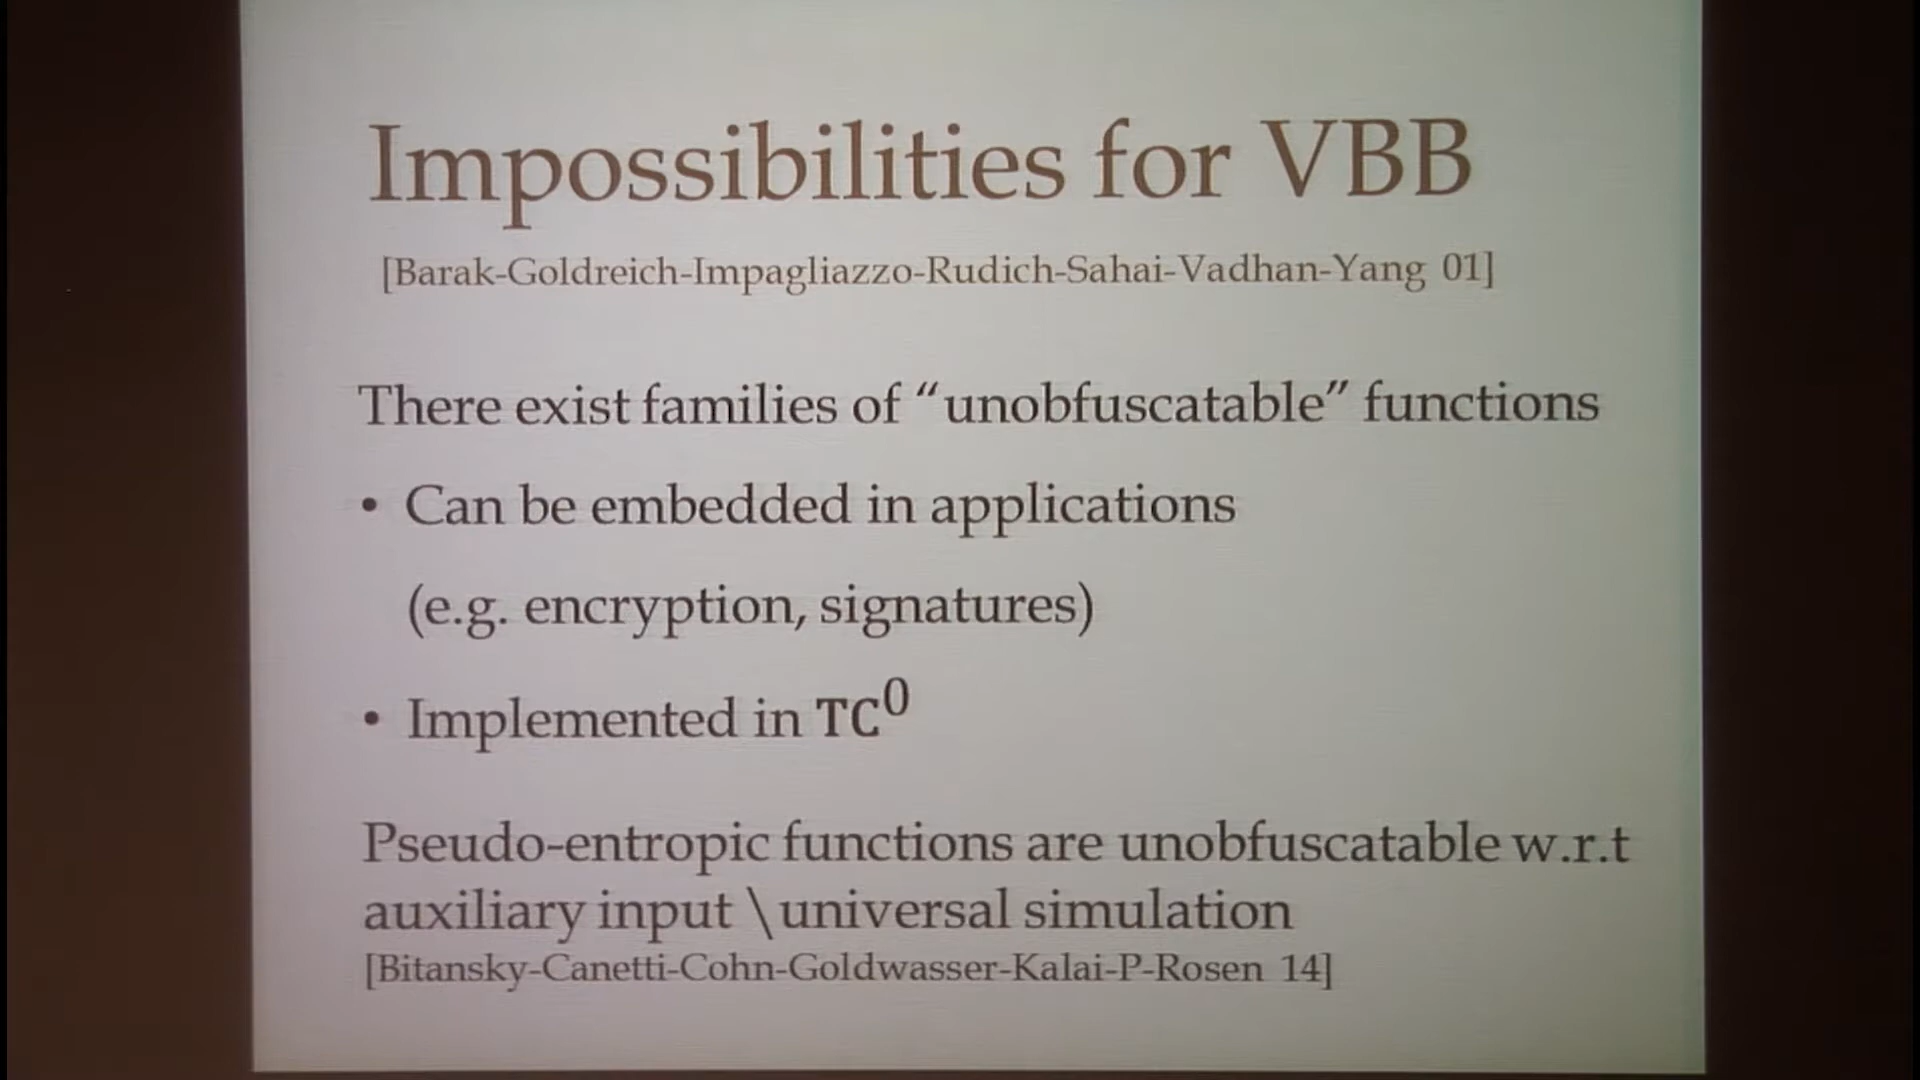 Impossibilities for VBB
[Barak-Goldreich-Impagliazzo-Rudich-Sahai-Vadhan-Yang 01]
There exist families of “unobfuscatable” functions
• Can be embedded in applications
(e.g. encryption, signatures)
• Implemented in TC⁰
Pseudo-entropic functions are unobfuscatable w.r.t
auxiliary input \ universal simulation
[Bitansky-Canetti-Cohn-Goldwasser-Kalai-P-Rosen 14]